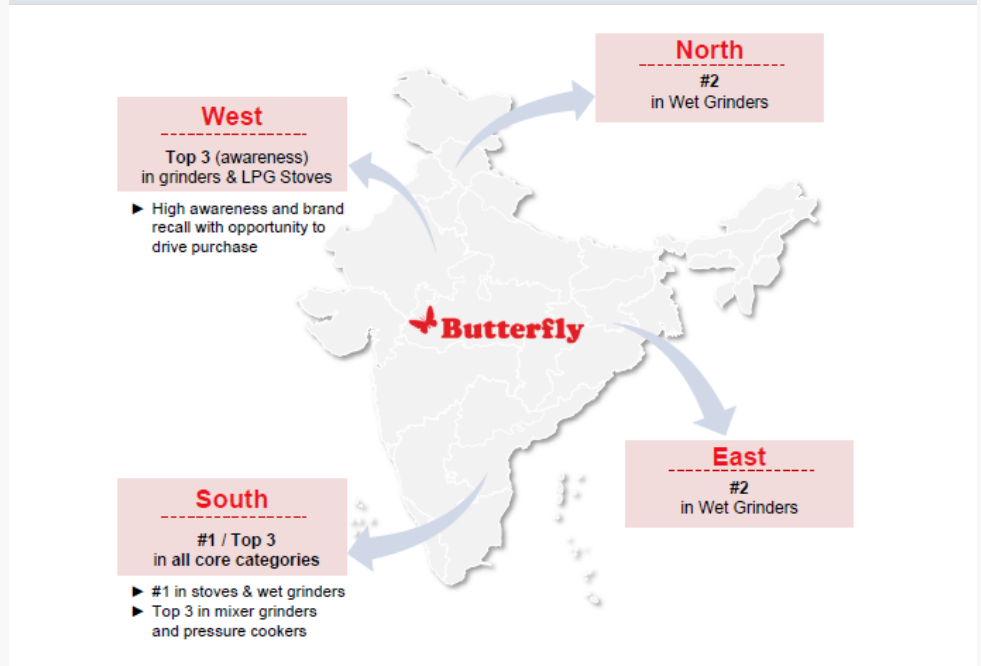 North
#2
in Wet Grinders
West
Top 3 (awareness)
in grinders & LPG Stoves
► High awareness and brand
recall with opportunity to
drive purchase
Butterfly
East
#2
in Wet Grinders
South
#1 / Top 3
in all core categories
► #1 in stoves & wet grinders
► Top 3 in mixer grinders
and pressure cookers